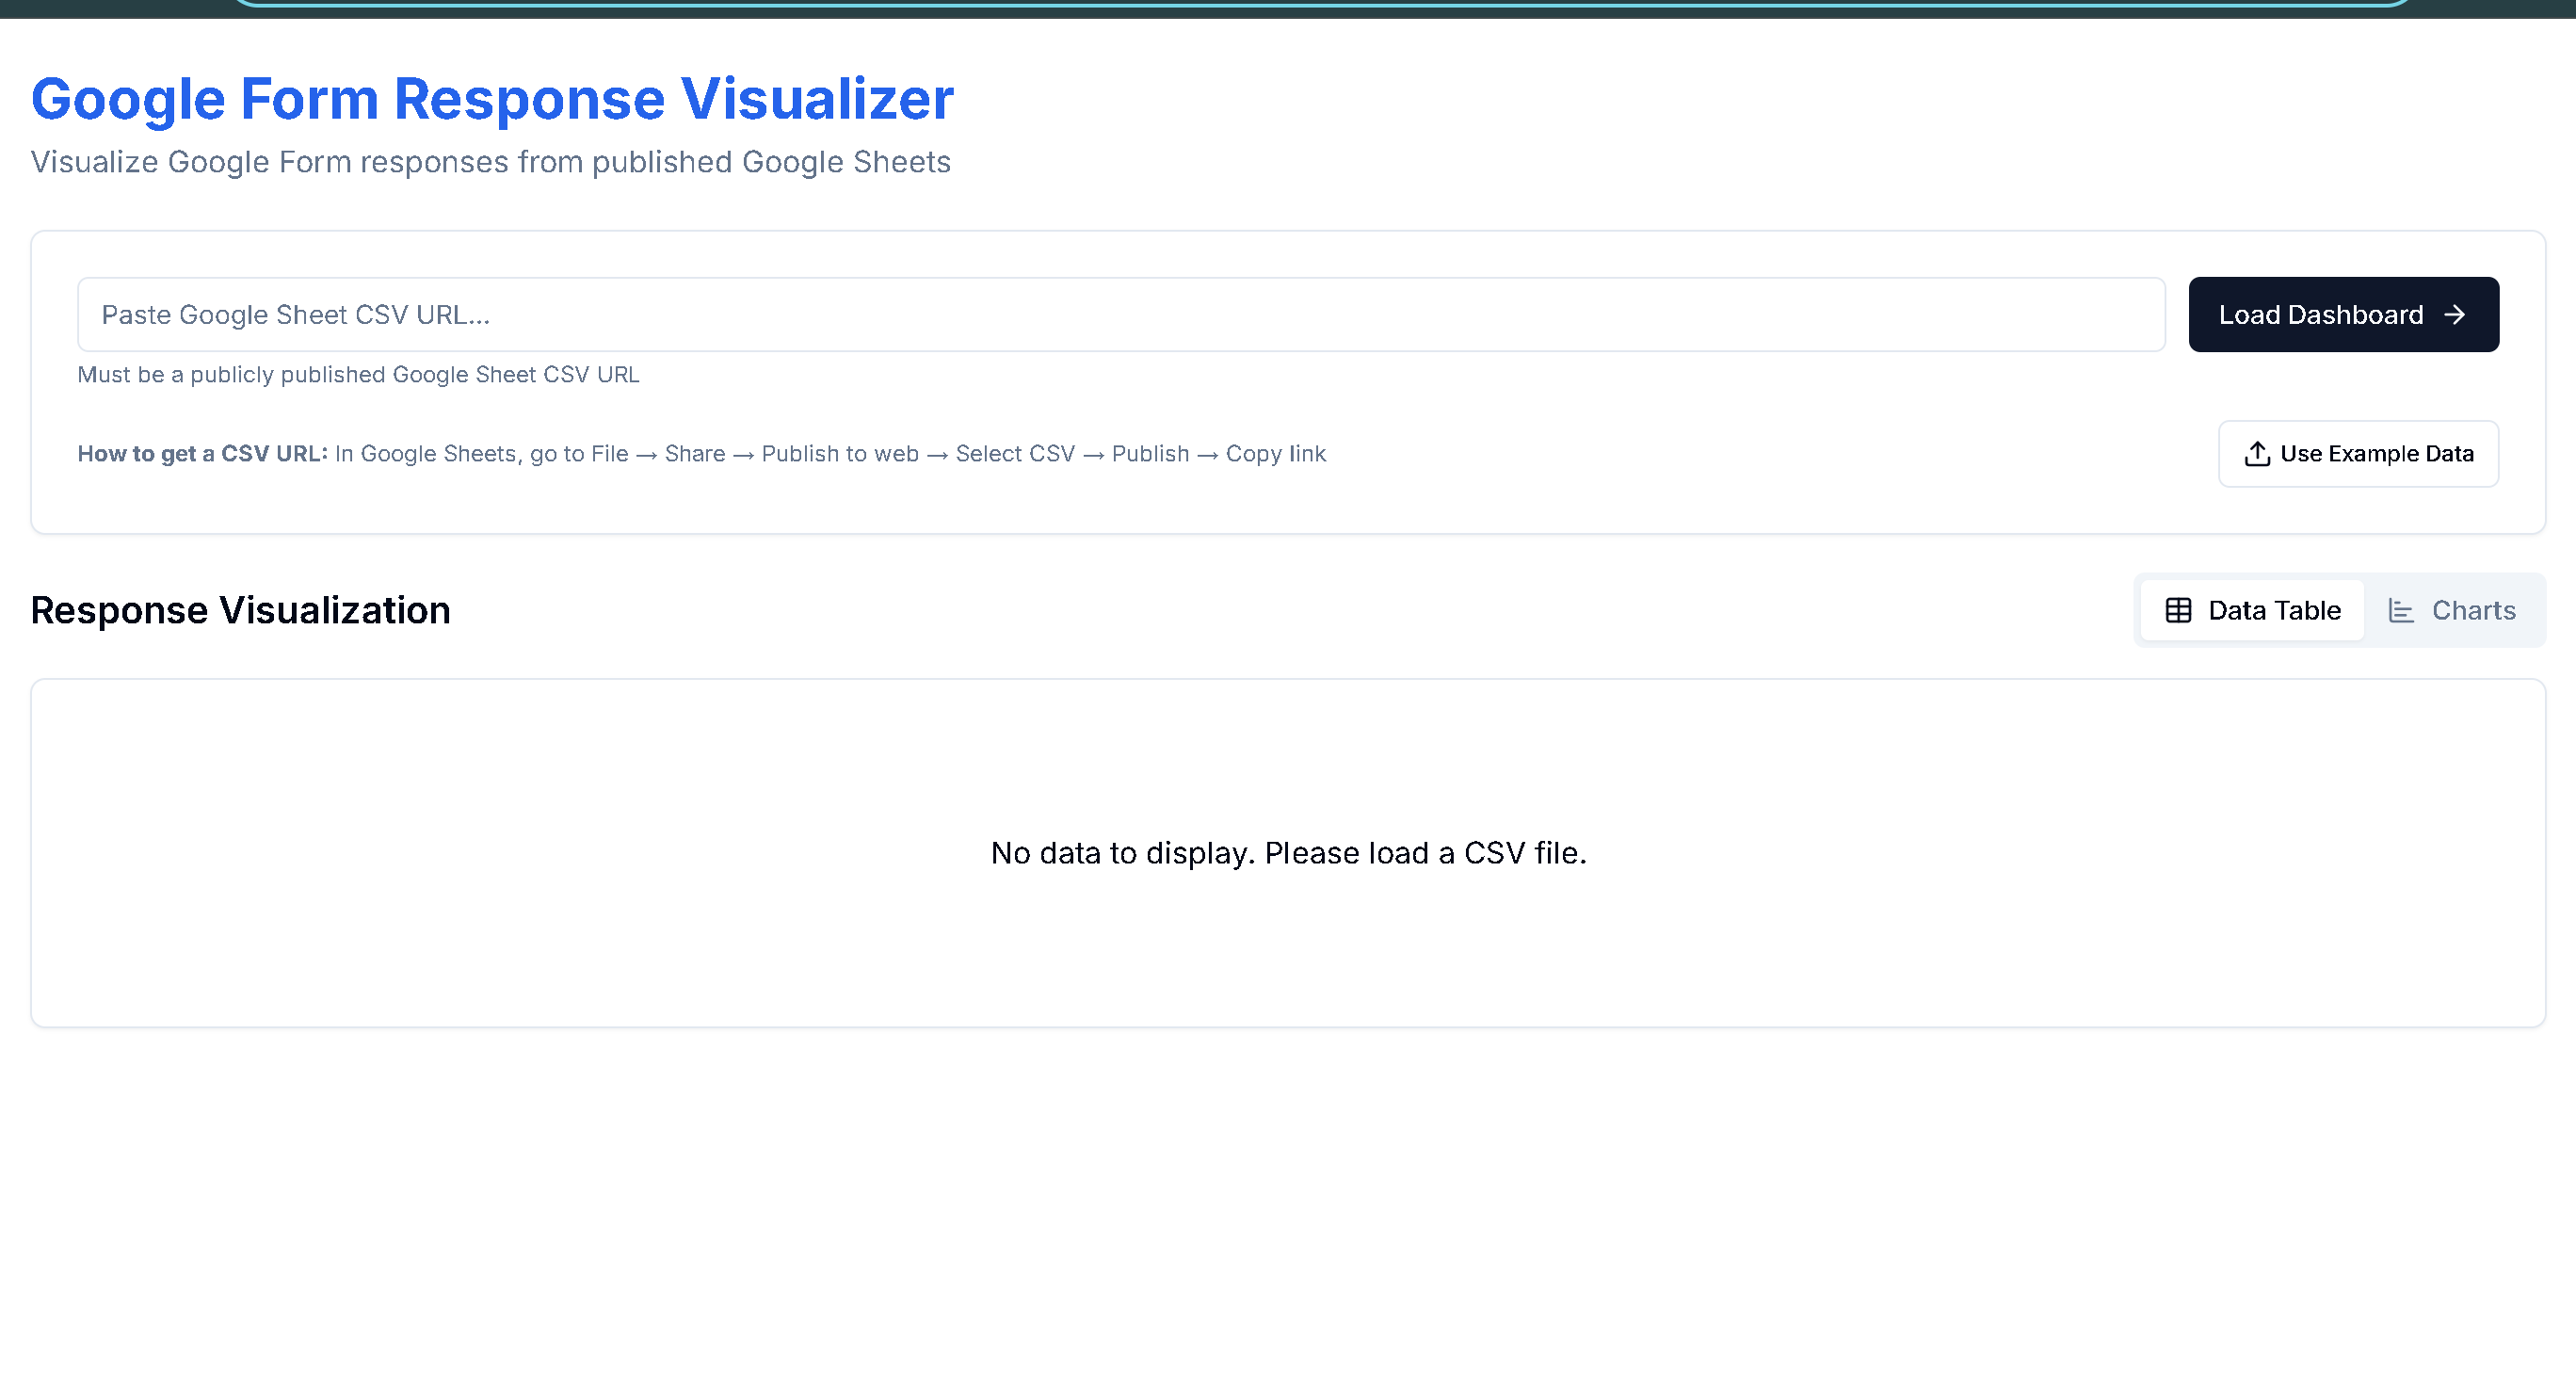 Google Form Response Visualizer
Visualize Google Form responses from published Google Sheets
Paste Google Sheet CSV URL...
Load Dashboard →
Must be a publicly published Google Sheet CSV URL
How to get a CSV URL: In Google Sheets, go to File → Share → Publish to web → Select CSV → Publish → Copy link
Use Example Data
Response Visualization
Data Table
Charts
No data to display. Please load a CSV file.